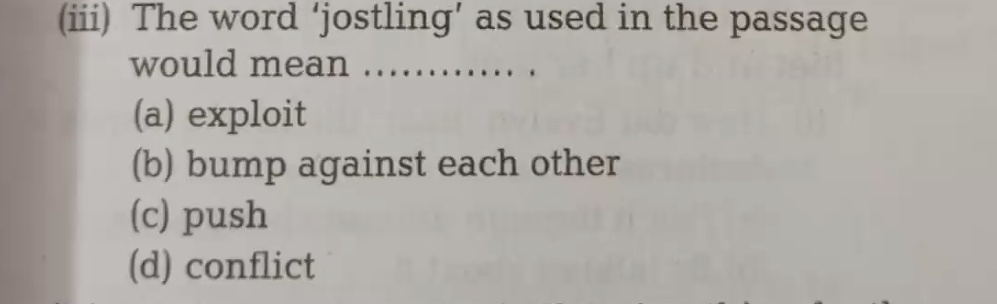 (iii) The word ‘jostling’ as used in the passage
would mean .............
(a) exploit
(b) bump against each other
(c) push
(d) conflict